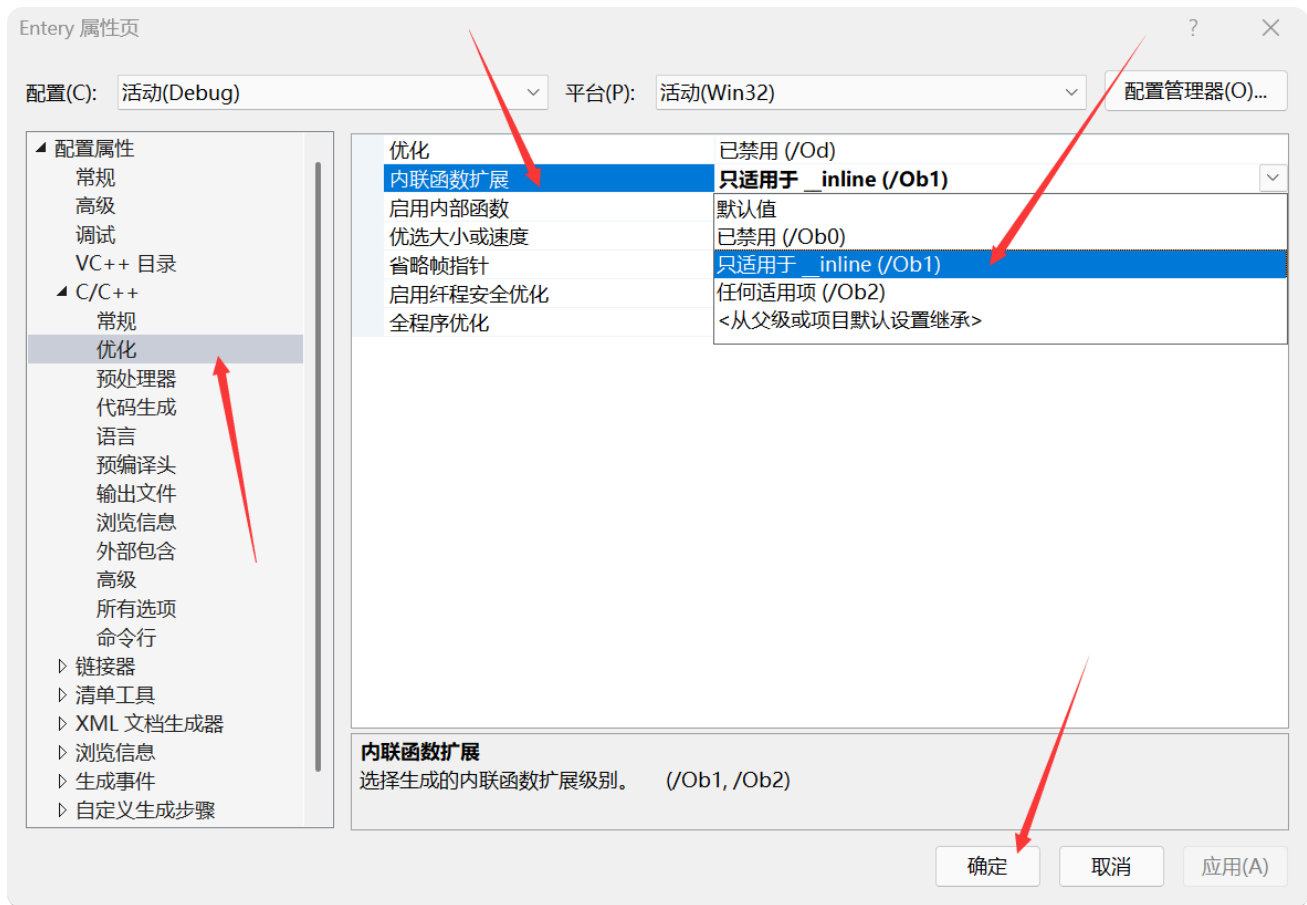 Entery 属性页
?
配置(C):
活动(Debug)
平台(P):
活动(Win32)
配置管理器(O)...
配置属性
常规
高级
调试
VC++ 目录
C/C++
常规
优化
预处理器
代码生成
语言
预编译头
输出文件
浏览信息
外部包含
高级
所有选项
命令行
链接器
清单工具
XML 文档生成器
浏览信息
生成事件
自定义生成步骤
优化 已禁用 (/Od)
内联函数扩展 只适用于 __inline (/Ob1)
启用内部函数
优选大小或速度
省略帧指针
启用纤程安全优化
全程序优化
默认值
已禁用 (/Ob0)
只适用于 __inline (/Ob1)
任何适用项 (/Ob2)
<从父级或项目默认设置继承>
内联函数扩展
选择生成的内联函数扩展级别。 (/Ob1, /Ob2)
确定
取消
应用(A)